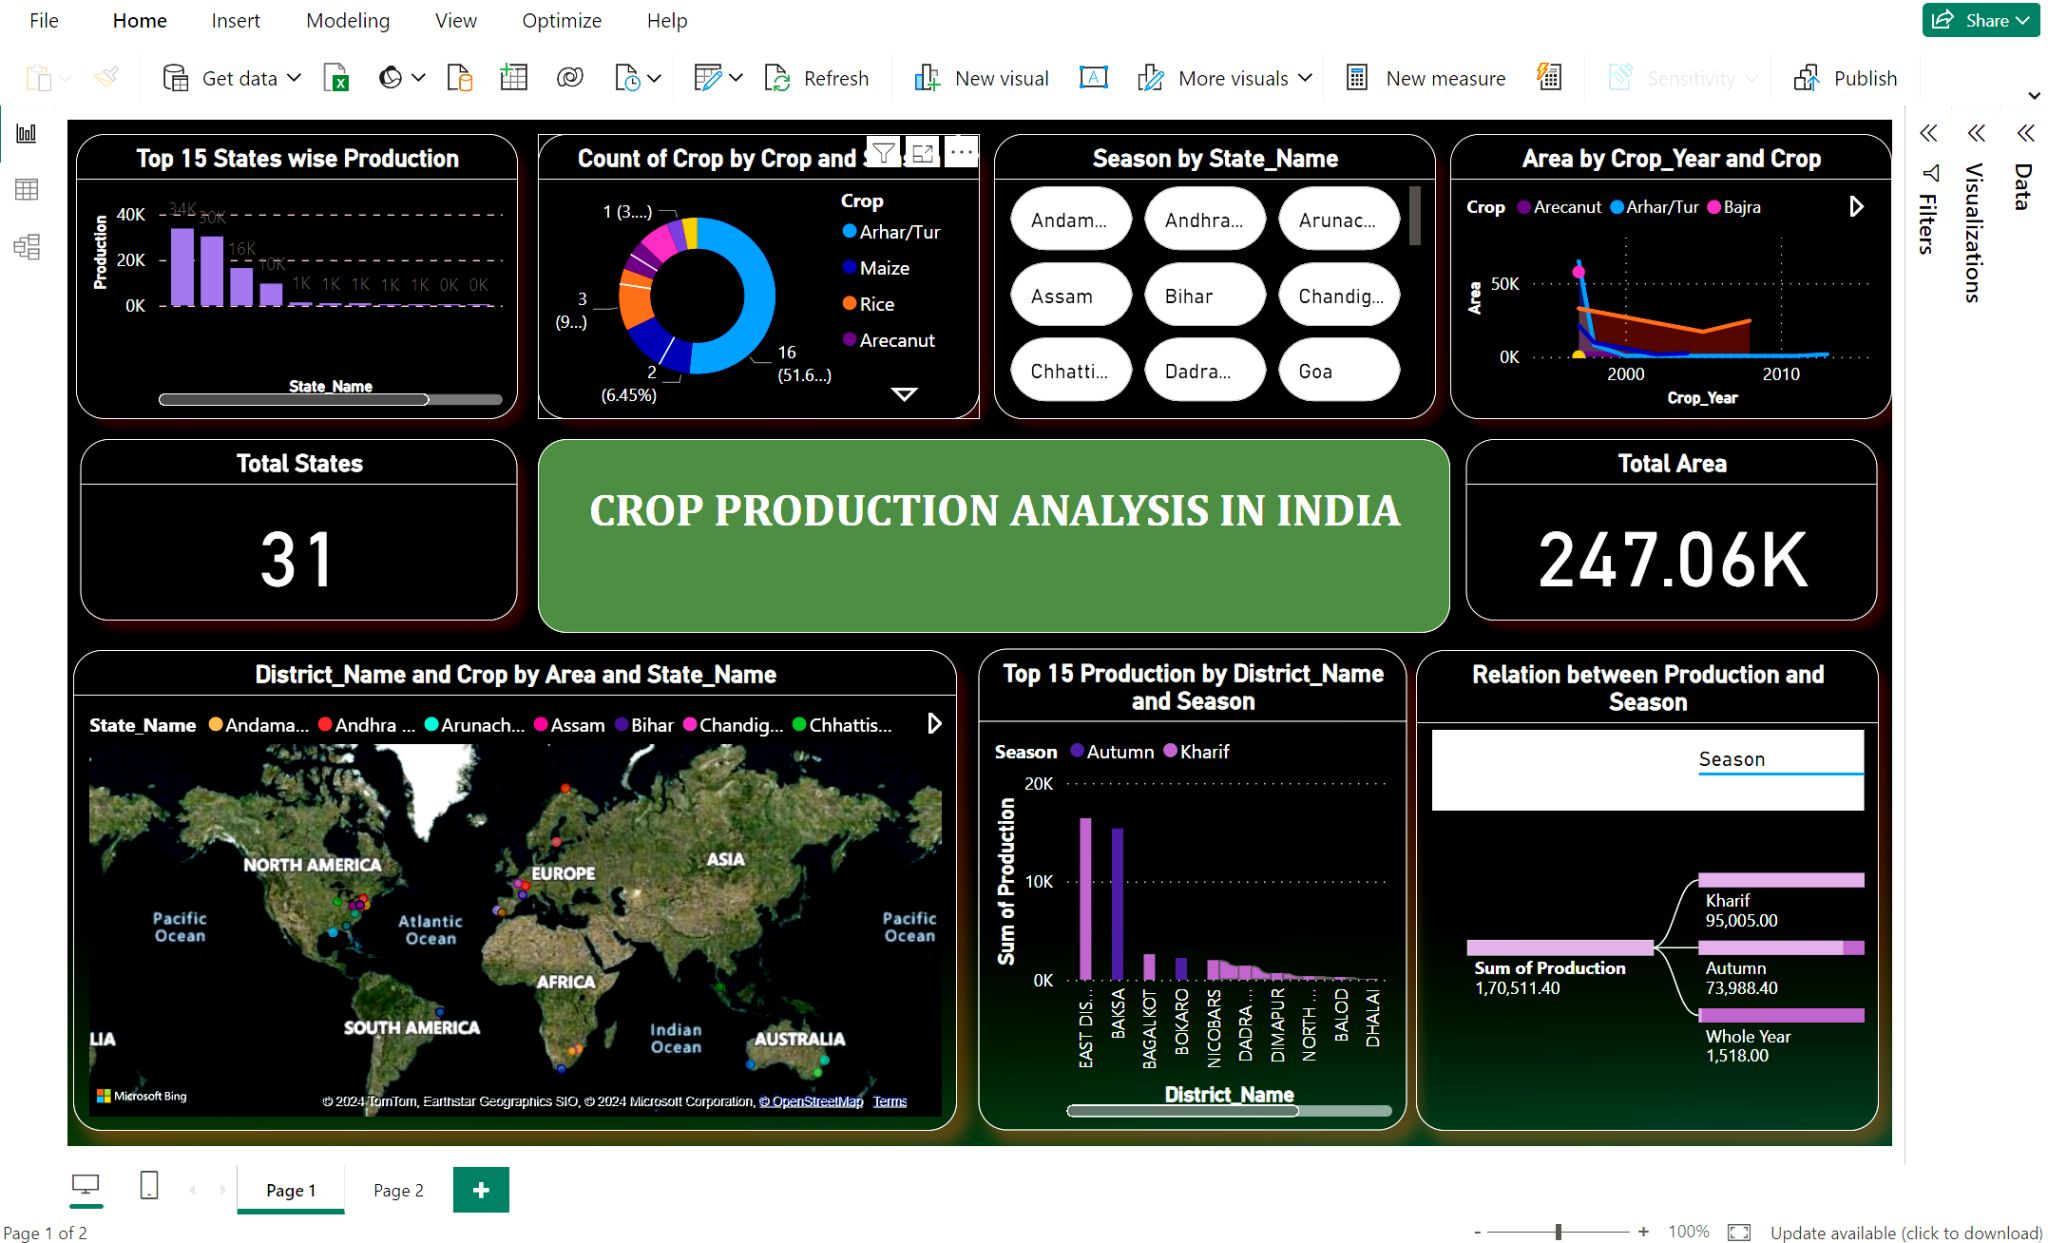 File Home Insert Modeling View Optimize Help Share
Get data Refresh New visual More visuals New measure Sensitivity Publish
Top 15 States wise Production
Production
40K
20K
0K
34K
30K
16K
10K
1K 1K 1K 1K 1K 0K 0K
State_Name
Count of Crop by Crop and
1 (3....)
3
(9...)
2
(6.45%)
16
(51.6...)
Crop
Arhar/Tur
Maize
Rice
Arecanut
Season by State_Name
Andam... Andhra... Arunac...
Assam Bihar Chandig...
Chhatti... Dadra... Goa
Area by Crop_Year and Crop
Crop Arecanut Arhar/Tur Bajra
Area
50K
0K
2000 2010
Crop_Year
Data
Visualizations
Filters
Total States
31
CROP PRODUCTION ANALYSIS IN INDIA
Total Area
247.06K
District_Name and Crop by Area and State_Name
State_Name Andama... Andhra ... Arunach... Assam Bihar Chandig... Chhattis...
NORTH AMERICA
EUROPE
ASIA
Pacific
Ocean
Atlantic
Ocean
Pacific
Ocean
AFRICA
SOUTH AMERICA
Indian
Ocean
AUSTRALIA
LIA
Microsoft Bing
© 2024 TomTom, Earthstar Geographics SIO, © 2024 Microsoft Corporation, © OpenStreetMap Terms
Top 15 Production by District_Name
and Season
Season Autumn Kharif
Sum of Production
20K
10K
0K
EAST DIS...
BAKSA
BAGALKOT
BOKARO
NICOBARS
DADRA ...
DIMAPUR
NORTH ...
BALOD
DHALAI
District_Name
Relation between Production and
Season
Season
Kharif
95,005.00
Sum of Production
1,70,511.40
Autumn
73,988.40
Whole Year
1,518.00
Page 1 Page 2 +
Page 1 of 2
- + 100% Update available (click to download)